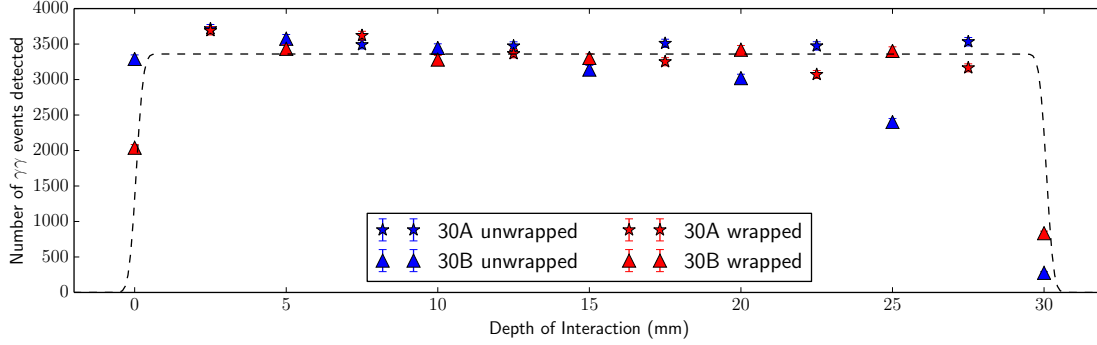 4000
3500
3000
2500
2000
1500
1000
500
0
Number of γγ events detected
30A unwrapped
30A wrapped
30B unwrapped
30B wrapped
0 5 10 15 20 25 30
Depth of Interaction (mm)